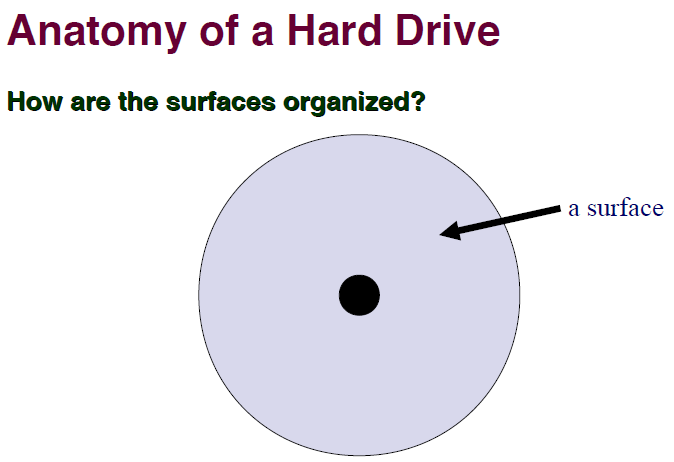 Anatomy of a Hard Drive
How are the surfaces organized?
a surface